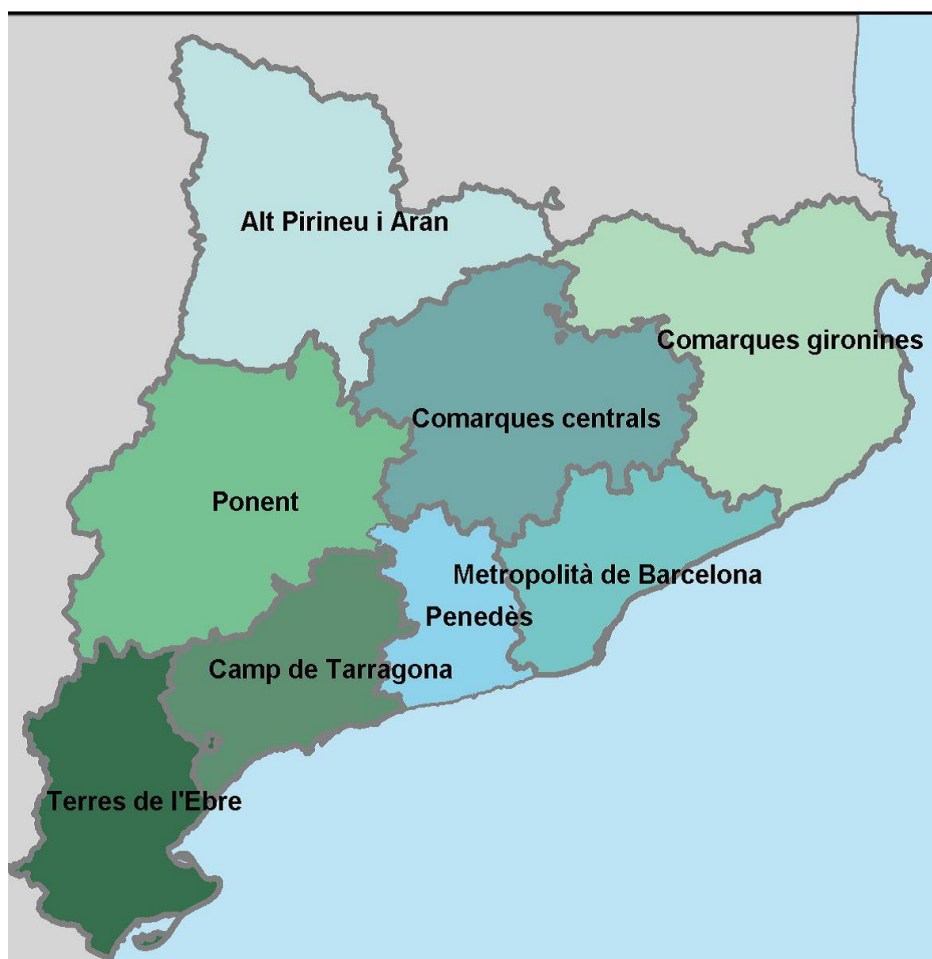 Alt Pirineu i Aran
Comarques gironines
Comarques centrals
Ponent
Metropolità de Barcelona
Penedès
Camp de Tarragona
Terres de l'Ebre